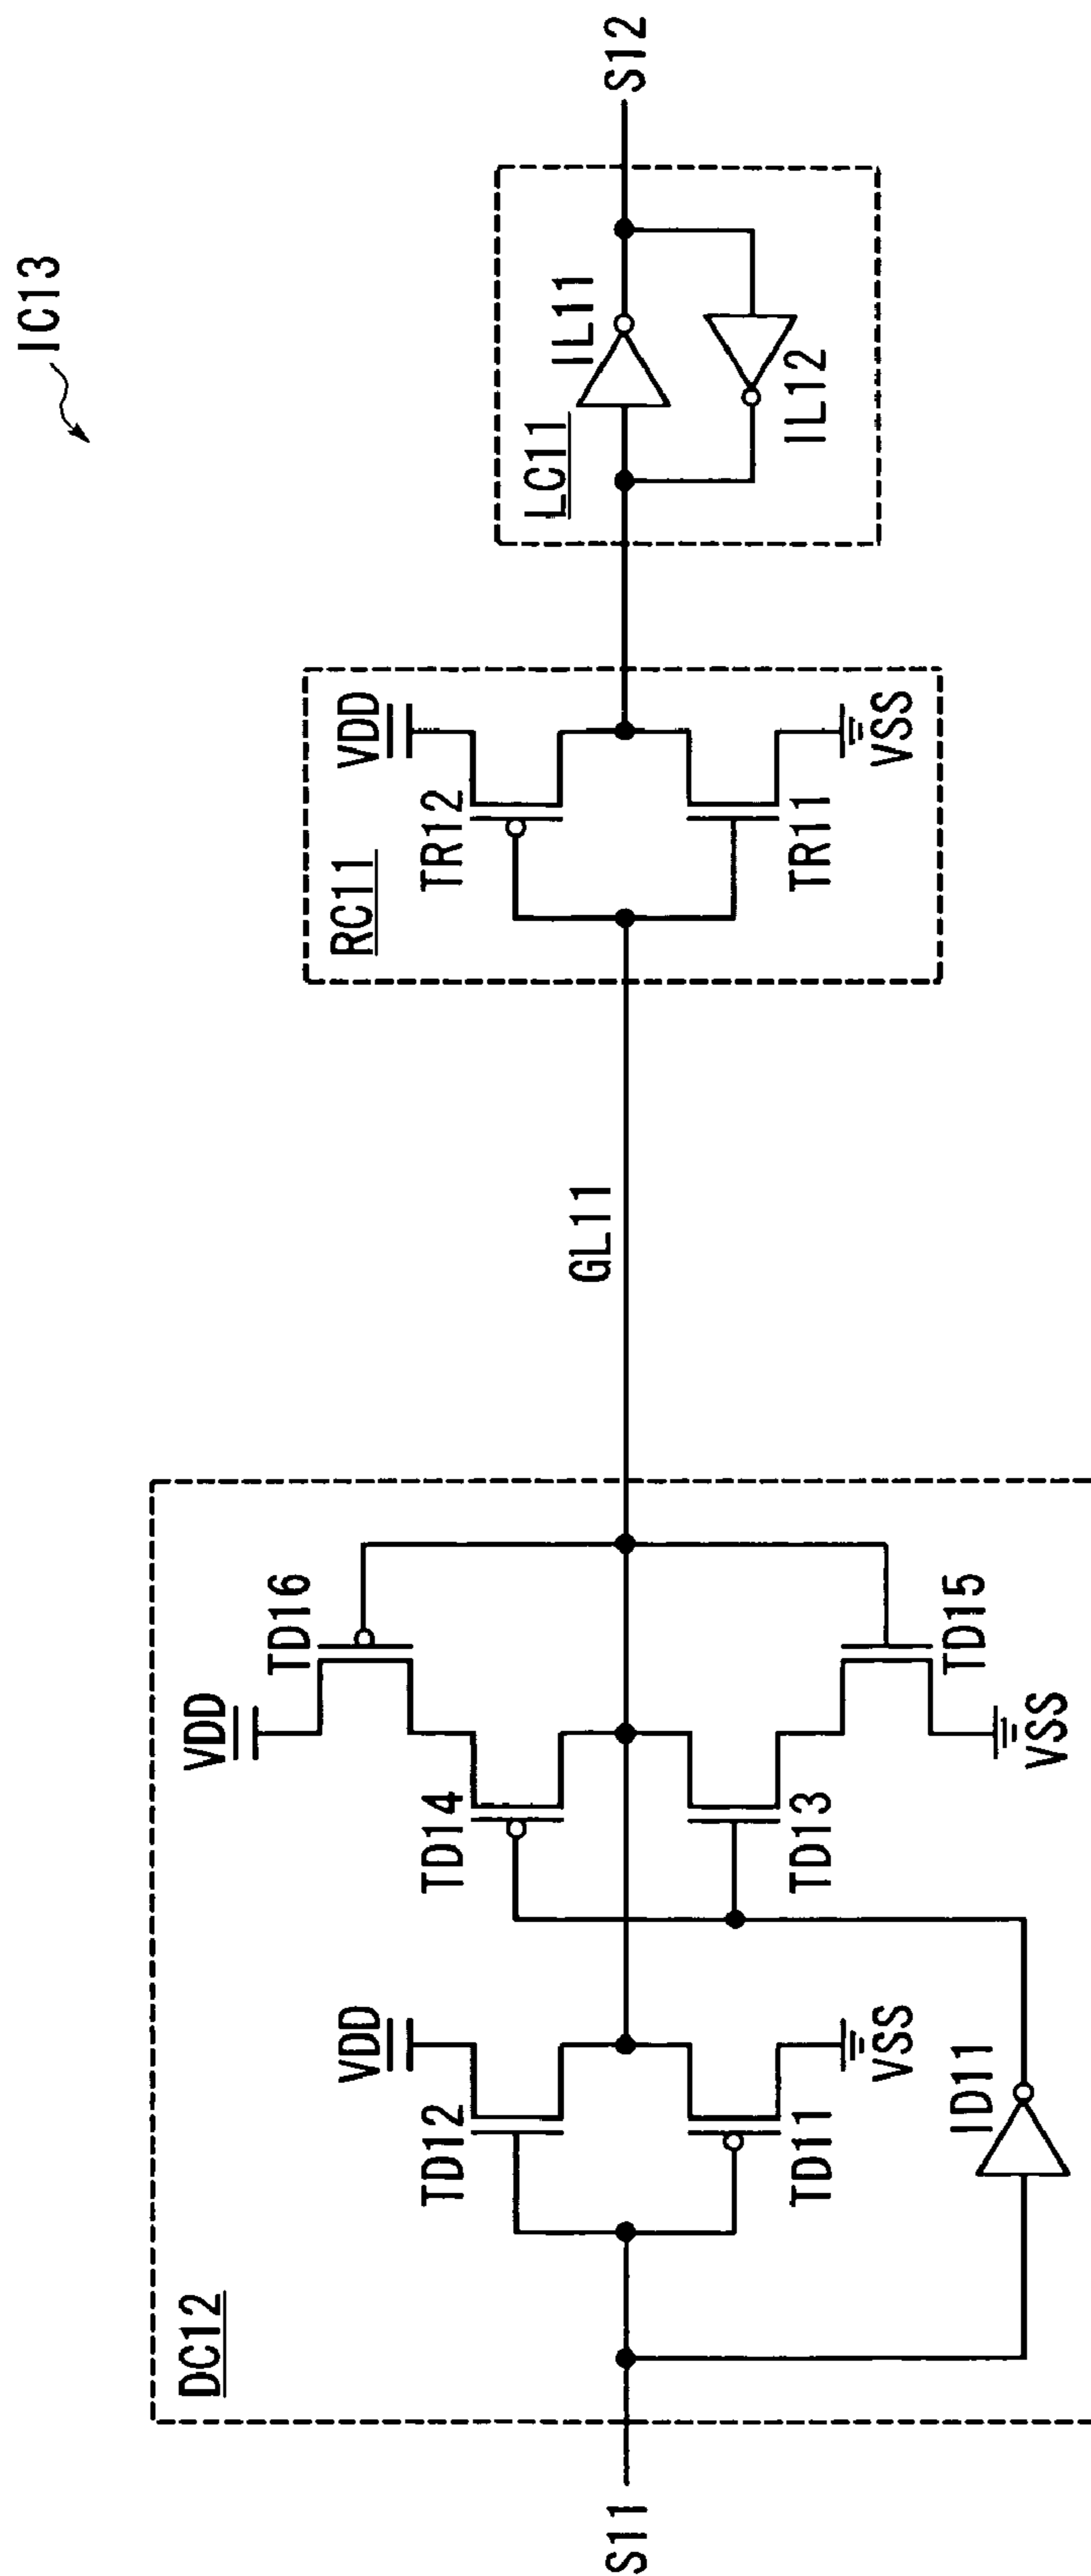 IC13
DC12
S11
TD12
VDD
TD11
VSS
ID11
TD14
TD13
VDD
TD16
TD15
VSS
GL11
RC11
TR12
VDD
TR11
VSS
LC11
IL11
IL12
S12